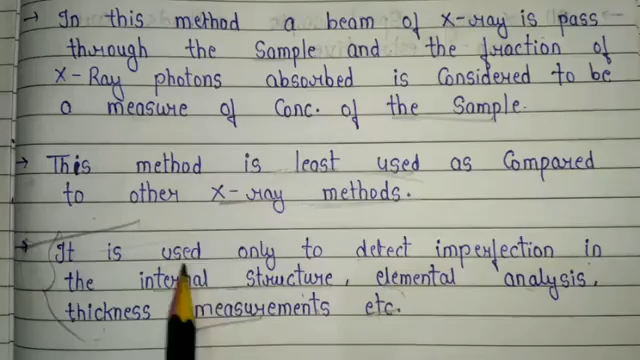 → In this method a beam of X-ray is pass
through the Sample and the fraction of
X-Ray photons absorbed is Considered to be
a measure of Conc. of the Sample.
→ This method is least used as Compared
to other X-ray methods.
→ It is used only to detect imperfection in
the internal structure, elemental analysis,
thickness measurements etc.